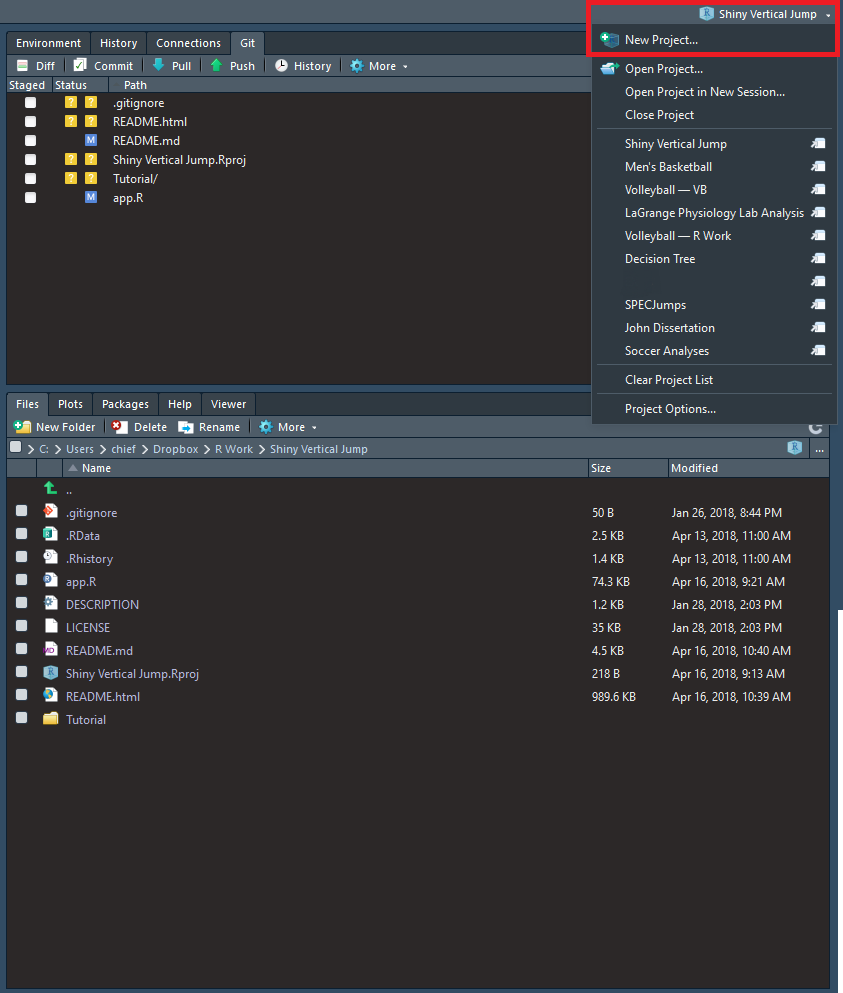 Shiny Vertical Jump
New Project...
Environment History Connections Git
Diff Commit Pull Push History More
Staged Status Path
? ? .gitignore
? ? README.html
M README.md
? ? Shiny Vertical Jump.Rproj
? ? Tutorial/
M app.R
Open Project...
Open Project in New Session...
Close Project
Shiny Vertical Jump
Men's Basketball
Volleyball — VB
LaGrange Physiology Lab Analysis
Volleyball — R Work
Decision Tree
SPECJumps
John Dissertation
Soccer Analyses
Clear Project List
Project Options...
Files Plots Packages Help Viewer
New Folder Delete Rename More
C: Users chief Dropbox R Work Shiny Vertical Jump R ...
Name Size Modified
..
.gitignore 50 B Jan 26, 2018, 8:44 PM
.RData 2.5 KB Apr 13, 2018, 11:00 AM
.Rhistory 1.4 KB Apr 13, 2018, 11:00 AM
app.R 74.3 KB Apr 16, 2018, 9:21 AM
DESCRIPTION 1.2 KB Jan 28, 2018, 2:03 PM
LICENSE 35 KB Jan 28, 2018, 2:03 PM
README.md 4.5 KB Apr 16, 2018, 10:40 AM
Shiny Vertical Jump.Rproj 218 B Apr 16, 2018, 9:13 AM
README.html 989.6 KB Apr 16, 2018, 10:39 AM
Tutorial